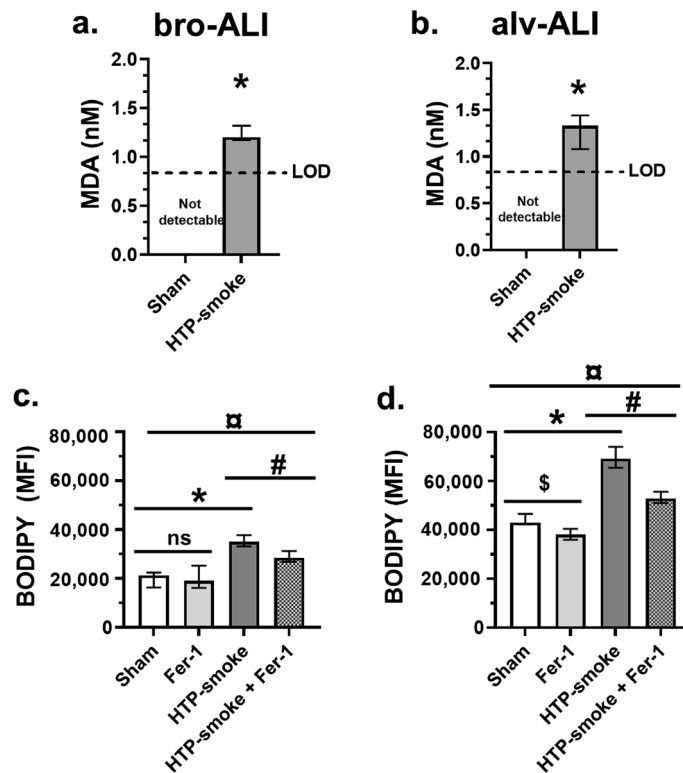 a. bro-ALI
b. alv-ALI
MDA (nM)
2.0
1.5
1.0
0.5
0.0
*
LOD
Not
detectable
Sham
HTP-smoke
MDA (nM)
2.0
1.5
1.0
0.5
0.0
*
LOD
Not
detectable
Sham
HTP-smoke
c.
BODIPY (MFI)
80,000
60,000
40,000
20,000
0
¤
#
*
ns
Sham
Fer-1
HTP-smoke
HTP-smoke + Fer-1
d.
BODIPY (MFI)
80,000
60,000
40,000
20,000
0
¤
#
*
$
Sham
Fer-1
HTP-smoke
HTP-smoke + Fer-1